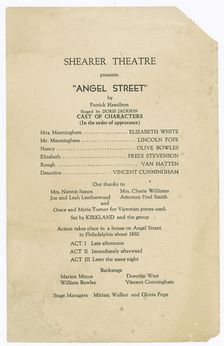 SHEARER THEATRE
presents
"ANGEL STREET"
by
Patrick Hamilton
Staged by DORIS JACKSON
CAST OF CHARACTERS
(In the order of appearance)
Mrs. Manningham ELIZABETH WHITE
Mr. Manningham LINCOLN POPE
Nancy OLIVE BOWLES
Elizabeth FREDI STEVENSON
Rough VAN HATTEN
Detective VINCENT CUNNINGHAM
Our thanks to
Mrs. Nannie Saxon Mrs. Cherie Williams
Joe and Leah Leatherwood and Attorney Fred Smith
Grace and Marie Turner for Victorian pieces used.
Set by KIRKLAND and the group
Action takes place in a house on Angel Street
in Philadelphia about 1880
ACT I Late afternoon
ACT II Immediately afterward
ACT III Later the same night
Backstage
Marion Minus Dorothy West
William Bowles Vincent Cunningham
Stage Managers Miriam Walker and Gloria Pope